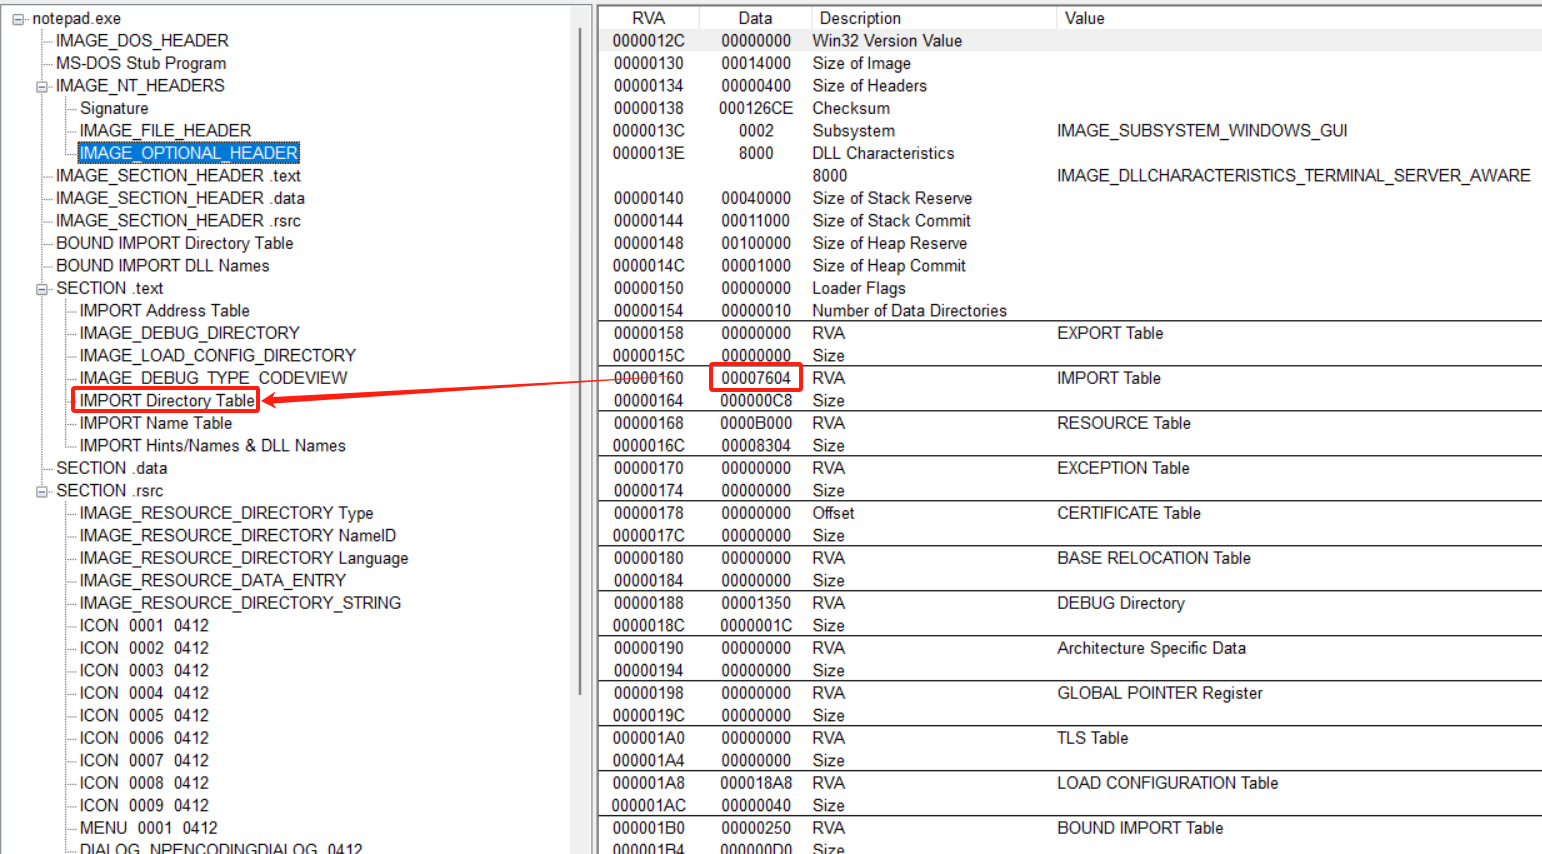 notepad.exe
IMAGE_DOS_HEADER
MS-DOS Stub Program
IMAGE_NT_HEADERS
Signature
IMAGE_FILE_HEADER
IMAGE_OPTIONAL_HEADER
IMAGE_SECTION_HEADER .text
IMAGE_SECTION_HEADER .data
IMAGE_SECTION_HEADER .rsrc
BOUND IMPORT Directory Table
BOUND IMPORT DLL Names
SECTION .text
IMPORT Address Table
IMAGE_DEBUG_DIRECTORY
IMAGE_LOAD_CONFIG_DIRECTORY
IMAGE_DEBUG_TYPE_CODEVIEW
IMPORT Directory Table
IMPORT Name Table
IMPORT Hints/Names & DLL Names
SECTION .data
SECTION .rsrc
IMAGE_RESOURCE_DIRECTORY Type
IMAGE_RESOURCE_DIRECTORY NameID
IMAGE_RESOURCE_DIRECTORY Language
IMAGE_RESOURCE_DATA_ENTRY
IMAGE_RESOURCE_DIRECTORY_STRING
ICON 0001 0412
ICON 0002 0412
ICON 0003 0412
ICON 0004 0412
ICON 0005 0412
ICON 0006 0412
ICON 0007 0412
ICON 0008 0412
ICON 0009 0412
MENU 0001 0412
DIALOG NPENCODINGDIALOG 0412
RVA Data Description Value
0000012C 00000000 Win32 Version Value
00000130 00014000 Size of Image
00000134 00000400 Size of Headers
00000138 000126CE Checksum
0000013C 0002 Subsystem IMAGE_SUBSYSTEM_WINDOWS_GUI
0000013E 8000 DLL Characteristics
8000 IMAGE_DLLCHARACTERISTICS_TERMINAL_SERVER_AWARE
00000140 00040000 Size of Stack Reserve
00000144 00011000 Size of Stack Commit
00000148 00100000 Size of Heap Reserve
0000014C 00001000 Size of Heap Commit
00000150 00000000 Loader Flags
00000154 00000010 Number of Data Directories
00000158 00000000 RVA EXPORT Table
0000015C 00000000 Size
00000160 00007604 RVA IMPORT Table
00000164 000000C8 Size
00000168 0000B000 RVA RESOURCE Table
0000016C 00008304 Size
00000170 00000000 RVA EXCEPTION Table
00000174 00000000 Size
00000178 00000000 Offset CERTIFICATE Table
0000017C 00000000 Size
00000180 00000000 RVA BASE RELOCATION Table
00000184 00000000 Size
00000188 00001350 RVA DEBUG Directory
0000018C 0000001C Size
00000190 00000000 RVA Architecture Specific Data
00000194 00000000 Size
00000198 00000000 RVA GLOBAL POINTER Register
0000019C 00000000 Size
000001A0 00000000 RVA TLS Table
000001A4 00000000 Size
000001A8 000018A8 RVA LOAD CONFIGURATION Table
000001AC 00000040 Size
000001B0 00000250 RVA BOUND IMPORT Table
000001B4 000000D0 Size